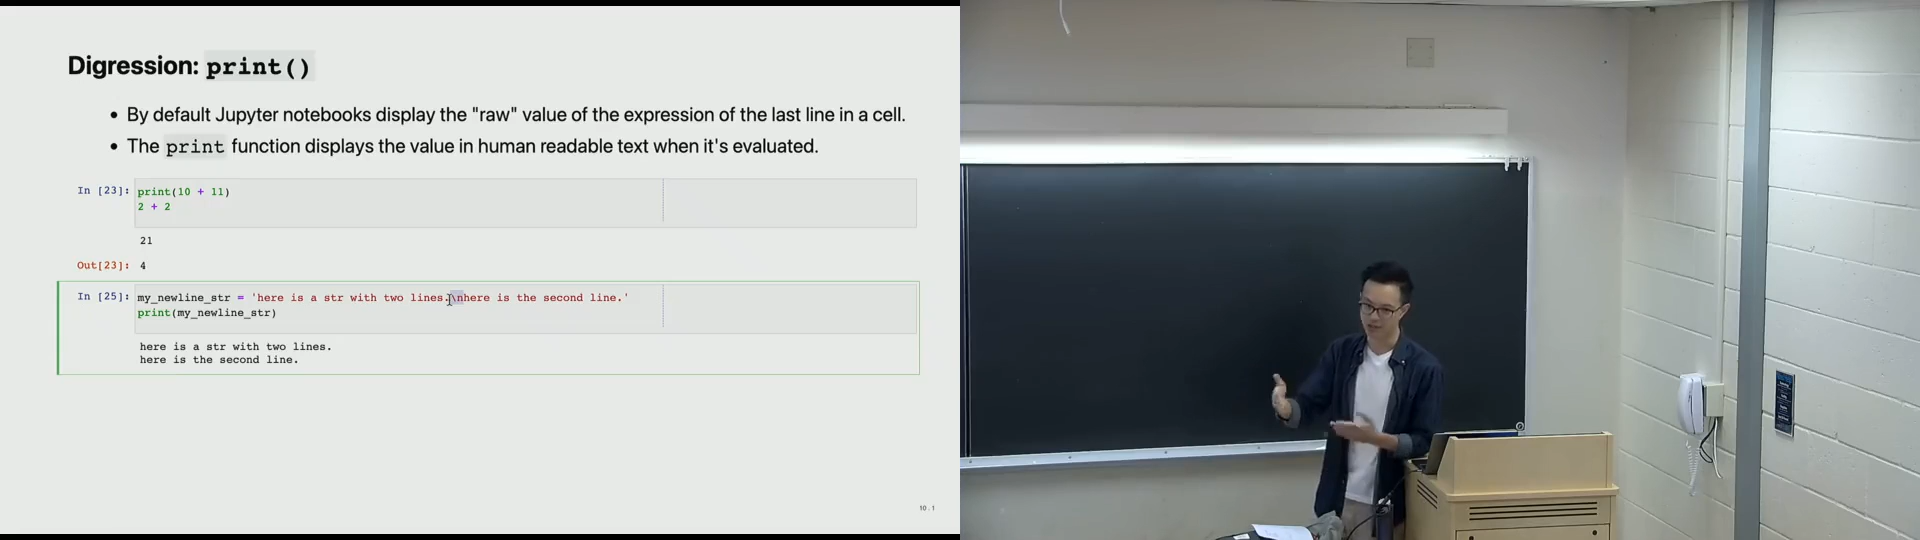 Digression: print()
• By default Jupyter notebooks display the "raw" value of the expression of the last line in a cell.
• The print function displays the value in human readable text when it's evaluated.
In [23]: print(10 + 11)
2 + 2
21
Out[23]: 4
In [25]: my_newline_str = 'here is a str with two lines.\nhere is the second line.'
print(my_newline_str)
here is a str with two lines.
here is the second line.
10.1